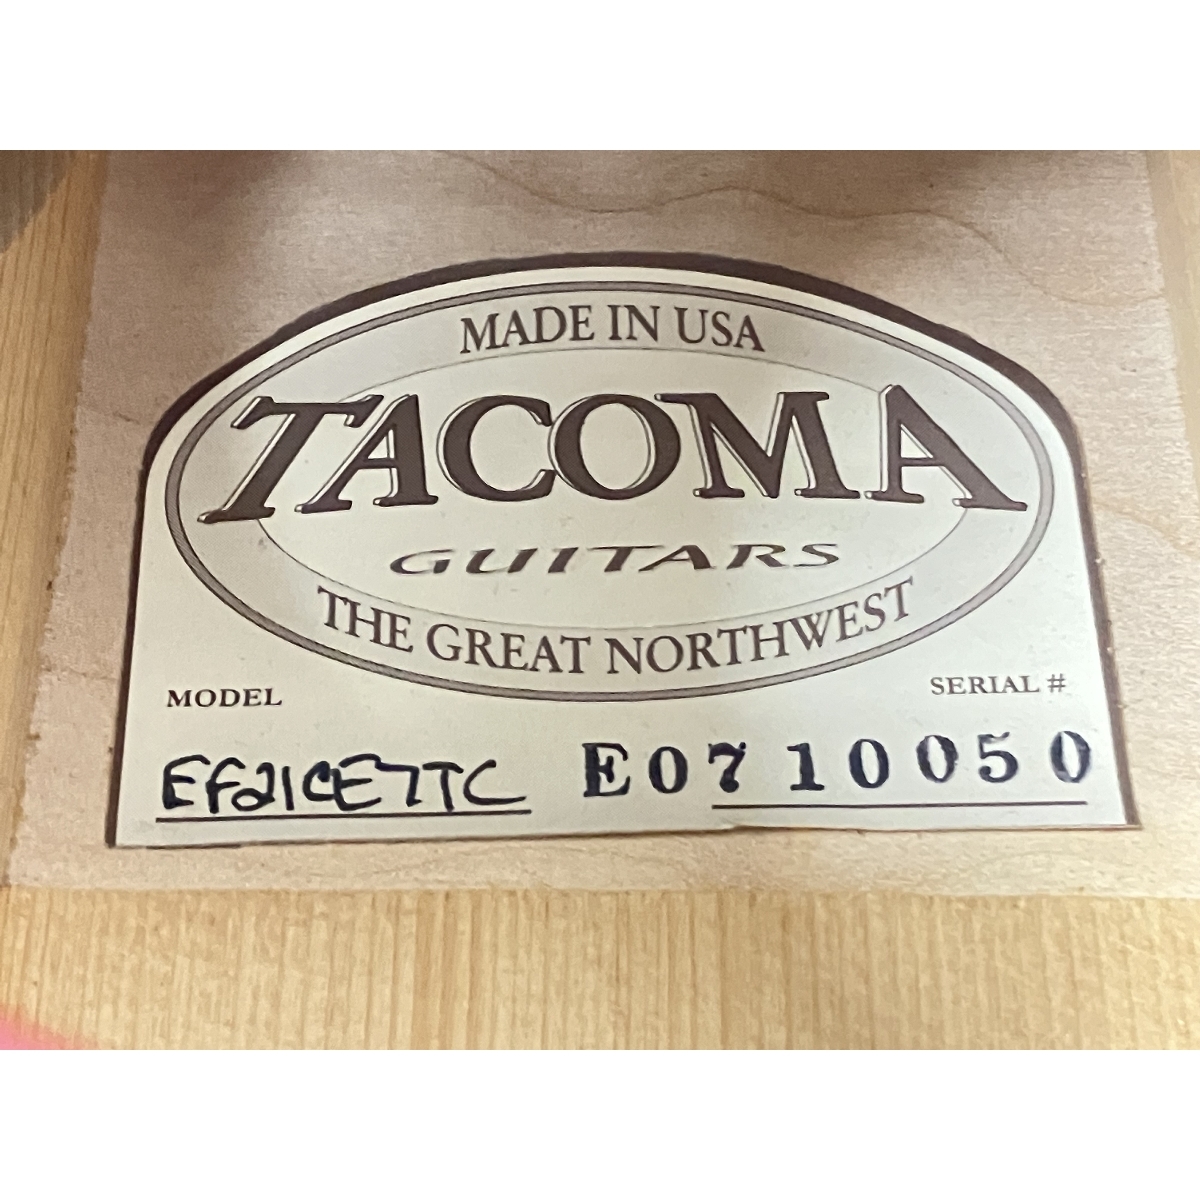 MADE IN USA
TACOMA
GUITARS
THE GREAT NORTHWEST
MODEL
SERIAL #
EF21CE7TC
E0710050